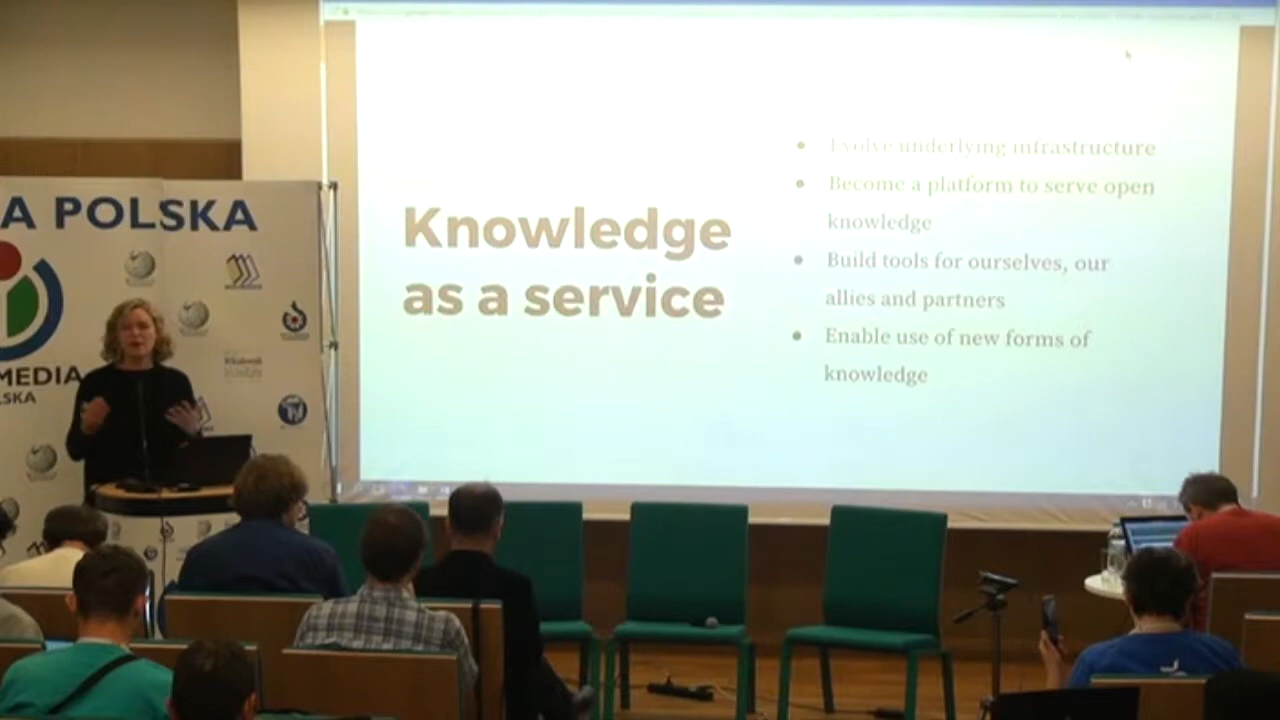 A POLSKA
MEDIA
LSKA
Knowledge
as a service
Evolve underlying infrastructure
Become a platform to serve open
knowledge
Build tools for ourselves, our
allies and partners
Enable use of new forms of
knowledge